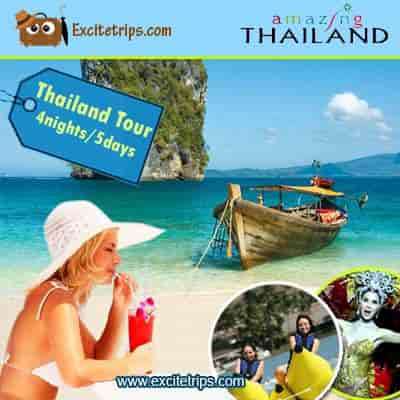 Excitetrips.com
amazing
THAILAND
Thailand Tour
4nights/5days
www.excitetrips.com